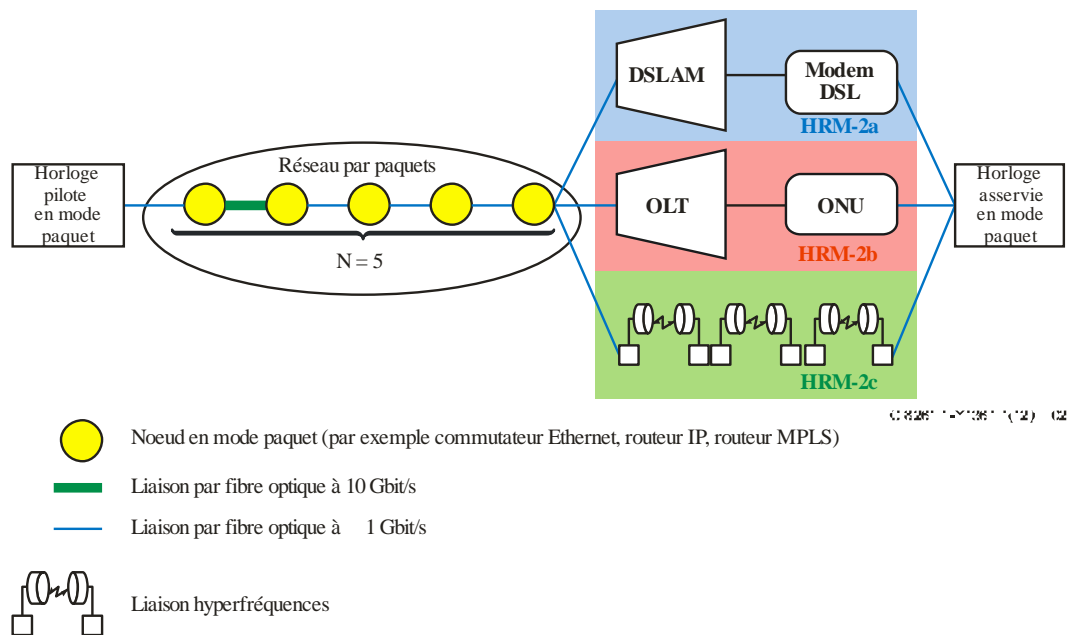 DSLAM
Modem
DSL
HRM-2a
Réseau par paquets
Horloge
pilote
en mode
paquet
N = 5
OLT
ONU
HRM-2b
Horloge
asservie
en mode
paquet
HRM-2c
Noeud en mode paquet (par exemple commutateur Ethernet, routeur IP, routeur MPLS)
Liaison par fibre optique à 10 Gbit/s
Liaison par fibre optique à 1 Gbit/s
Liaison hyperfréquences